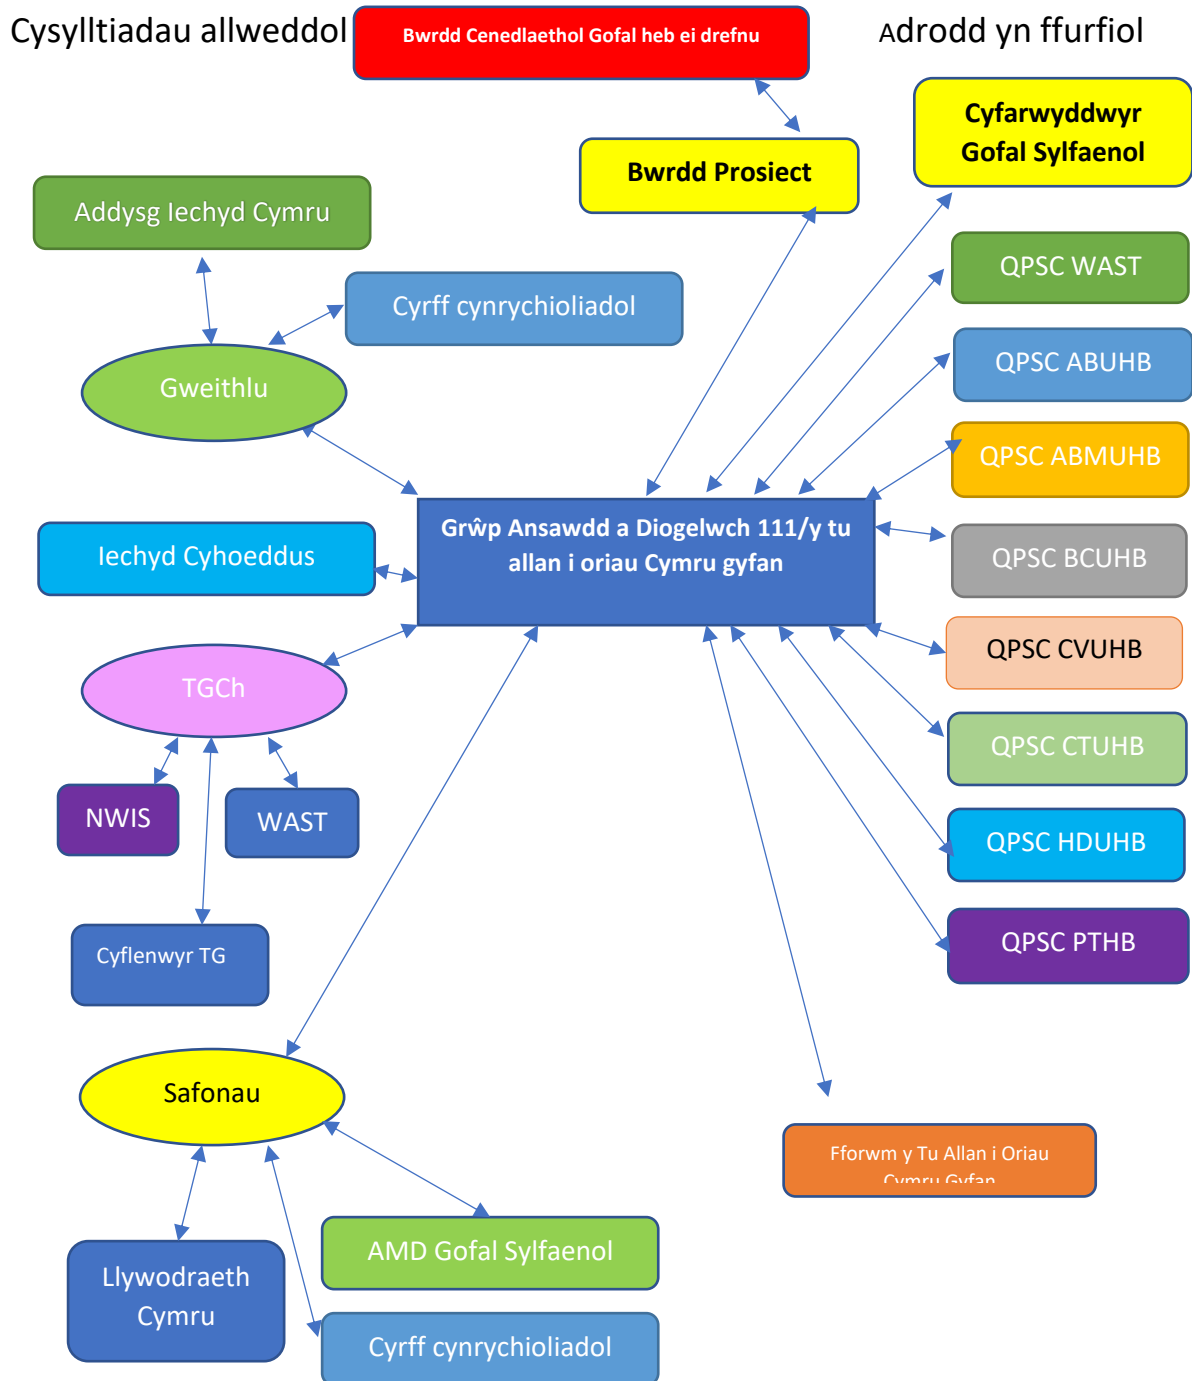 Cysylltiadau allweddol
Bwrdd Cenedlaethol Gofal heb ei drefnu
Adrodd yn ffurfiol
Cyfarwyddwyr
Gofal Sylfaenol
Bwrdd Prosiect
Addysg Iechyd Cymru
QPSC WAST
Cyrff cynrychioliadol
QPSC ABUHB
Gweithlu
QPSC ABMUHB
Grŵp Ansawdd a Diogelwch 111/y tu
allan i oriau Cymru gyfan
Iechyd Cyhoeddus
QPSC BCUHB
QPSC CVUHB
TGCh
QPSC CTUHB
NWIS
WAST
QPSC HDUHB
Cyflenwyr TG
QPSC PTHB
Safonau
Fforwm y Tu Allan i Oriau
Cymru Gyfan
AMD Gofal Sylfaenol
Llywodraeth
Cymru
Cyrff cynrychioliadol